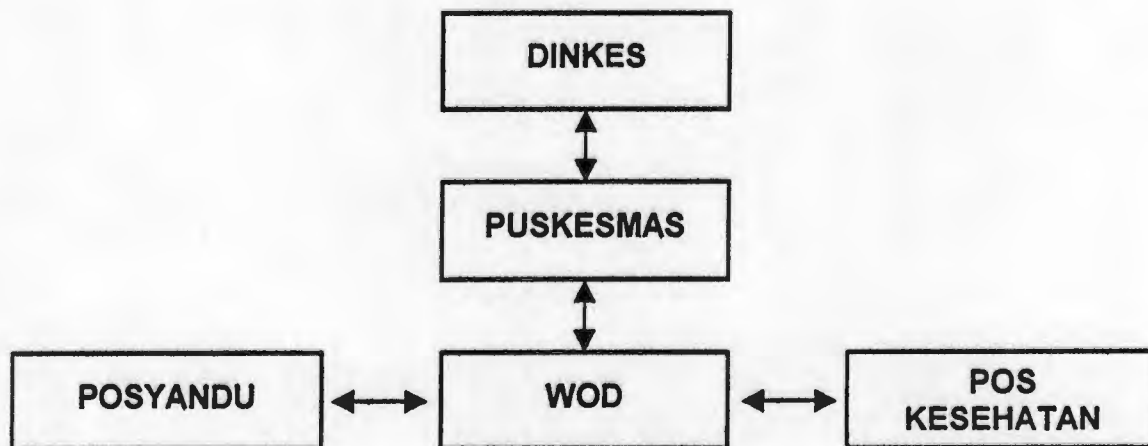 DINKES
PUSKESMAS
POSYANDU
WOD
POS
KESEHATAN